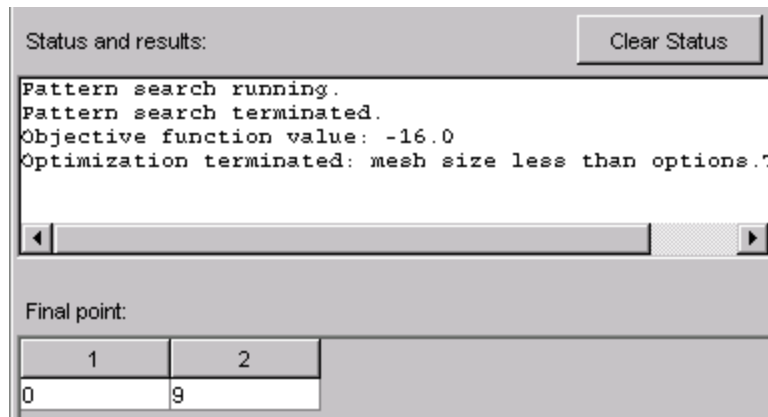 Status and results:
Clear Status
Pattern search running.
Pattern search terminated.
Objective function value: -16.0
Optimization terminated: mesh size less than options.
Final point:
1 2
0 9